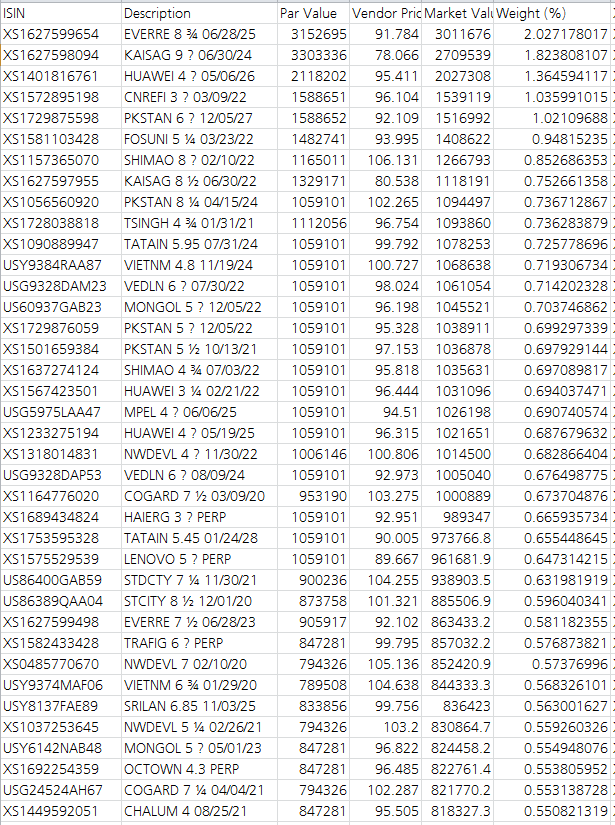 ISIN Description Par Value Vendor Pric Market Valu Weight (%)
XS1627599654 EVERRE 8 ¾ 06/28/25 3152695 91.784 3011676 2.027178017
XS1627598094 KAISAG 9 ? 06/30/24 3303336 78.066 2709539 1.823808107
XS1401816761 HUAWEI 4 ? 05/06/26 2118202 95.411 2027308 1.364594117
XS1572895198 CNREFI 3 ? 03/09/22 1588651 96.104 1539119 1.035991015
XS1729875598 PKSTAN 6 ? 12/05/27 1588652 92.109 1516992 1.02109688
XS1581103428 FOSUNI 5 ¼ 03/23/22 1482741 93.995 1408622 0.94815235
XS1157365070 SHIMAO 8 ? 02/10/22 1165011 106.131 1266793 0.852686353
XS1627597955 KAISAG 8 ½ 06/30/22 1329171 80.538 1118191 0.752661358
XS1056560920 PKSTAN 8 ¼ 04/15/24 1059101 102.265 1094497 0.736712867
XS1728038818 TSINGH 4 ¾ 01/31/21 1112056 96.754 1093860 0.736283879
XS1090889947 TATAIN 5.95 07/31/24 1059101 99.792 1078253 0.725778696
USY9384RAA87 VIETNM 4.8 11/19/24 1059101 100.727 1068638 0.719306734
USG9328DAM23 VEDLN 6 ? 07/30/22 1059101 98.024 1061054 0.714202328
US60937GAB23 MONGOL 5 ? 12/05/22 1059101 96.198 1045521 0.703746862
XS1729876059 PKSTAN 5 ? 12/05/22 1059101 95.328 1038911 0.699297339
XS1501659384 PKSTAN 5 ½ 10/13/21 1059101 97.153 1036878 0.697929144
XS1637274124 SHIMAO 4 ¾ 07/03/22 1059101 95.818 1035631 0.697089817
XS1567423501 HUAWEI 3 ¼ 02/21/22 1059101 96.444 1031096 0.694037471
USG5975LAA47 MPEL 4 ? 06/06/25 1059101 94.51 1026198 0.690740574
XS1233275194 HUAWEI 4 ? 05/19/25 1059101 96.315 1021651 0.687679632
XS1318014831 NWDEVL 4 ? 11/30/22 1006146 100.806 1014500 0.682866404
USG9328DAP53 VEDLN 6 ? 08/09/24 1059101 92.973 1005040 0.676498775
XS1164776020 COGARD 7 ½ 03/09/20 953190 103.275 1000889 0.673704876
XS1689434824 HAIERG 3 ? PERP 1059101 92.951 989347 0.665935734
XS1753595328 TATAIN 5.45 01/24/28 1059101 90.005 973766.8 0.655448645
XS1575529539 LENOVO 5 ? PERP 1059101 89.667 961681.9 0.647314215
US86400GAB59 STDCTY 7 ¼ 11/30/21 900236 104.255 938903.5 0.631981919
US86389QAA04 STCITY 8 ½ 12/01/20 873758 101.321 885506.9 0.596040341
XS1627599498 EVERRE 7 ½ 06/28/23 905917 92.102 863433.2 0.581182355
XS1582433428 TRAFIG 6 ? PERP 847281 99.795 857032.2 0.576873821
XS0485770670 NWDEVL 7 02/10/20 794326 105.136 852420.9 0.57376996
USY9374MAF06 VIETNM 6 ¾ 01/29/20 789508 104.638 844333.3 0.568326101
USY8137FAE89 SRILAN 6.85 11/03/25 833856 99.756 836423 0.563001627
XS1037253645 NWDEVL 5 ¼ 02/26/21 794326 103.2 830864.7 0.559260326
USY6142NAB48 MONGOL 5 ? 05/01/23 847281 96.822 824458.2 0.554948076
XS1692254359 OCTOWN 4.3 PERP 847281 96.485 822761.4 0.553805952
USG24524AH67 COGARD 7 ¼ 04/04/21 794326 102.287 821770.2 0.553138728
XS1449592051 CHALUM 4 08/25/21 847281 95.505 818327.3 0.550821319